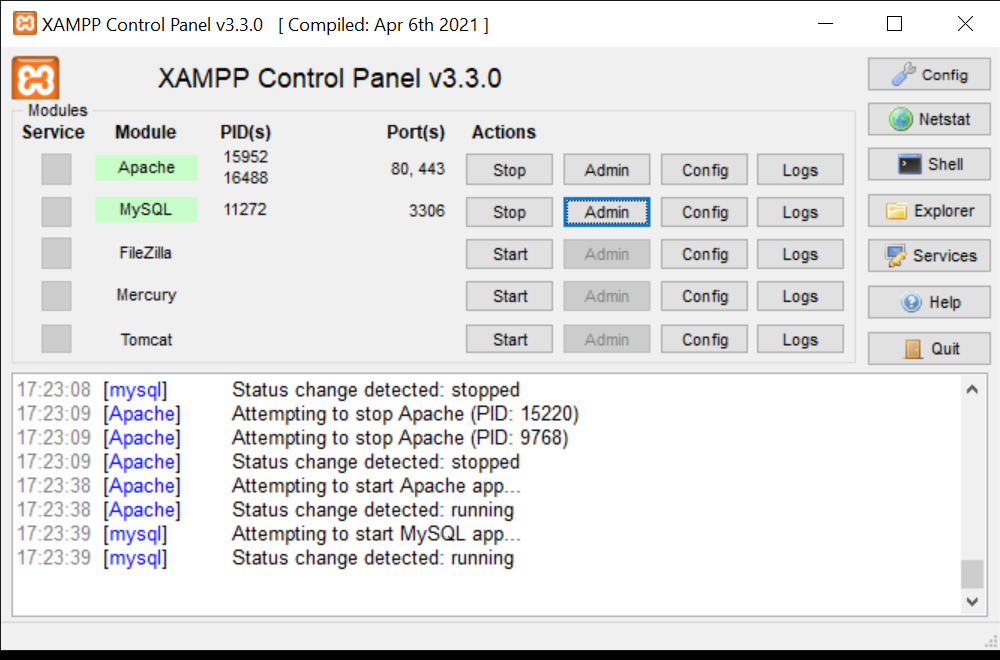 XAMPP Control Panel v3.3.0 [ Compiled: Apr 6th 2021 ]
XAMPP Control Panel v3.3.0
Config
Modules
Service Module PID(s) Port(s) Actions
Netstat
Apache 15952 16488 80, 443 Stop Admin Config Logs
Shell
MySQL 11272 3306 Stop Admin Config Logs
Explorer
FileZilla Start Admin Config Logs
Services
Mercury Start Admin Config Logs
Help
Tomcat Start Admin Config Logs
Quit
17:23:08 [mysql] Status change detected: stopped
17:23:09 [Apache] Attempting to stop Apache (PID: 15220)
17:23:09 [Apache] Attempting to stop Apache (PID: 9768)
17:23:09 [Apache] Status change detected: stopped
17:23:38 [Apache] Attempting to start Apache app...
17:23:38 [Apache] Status change detected: running
17:23:39 [mysql] Attempting to start MySQL app...
17:23:39 [mysql] Status change detected: running